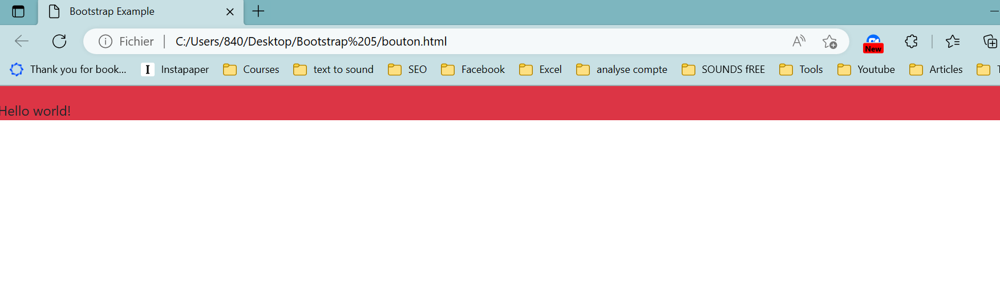 Bootstrap Example
Fichier C:/Users/840/Desktop/Bootstrap%205/bouton.html
New
Thank you for book... Instapaper Courses text to sound SEO Facebook Excel analyse compte SOUNDS fREE Tools Youtube Articles
Hello world!